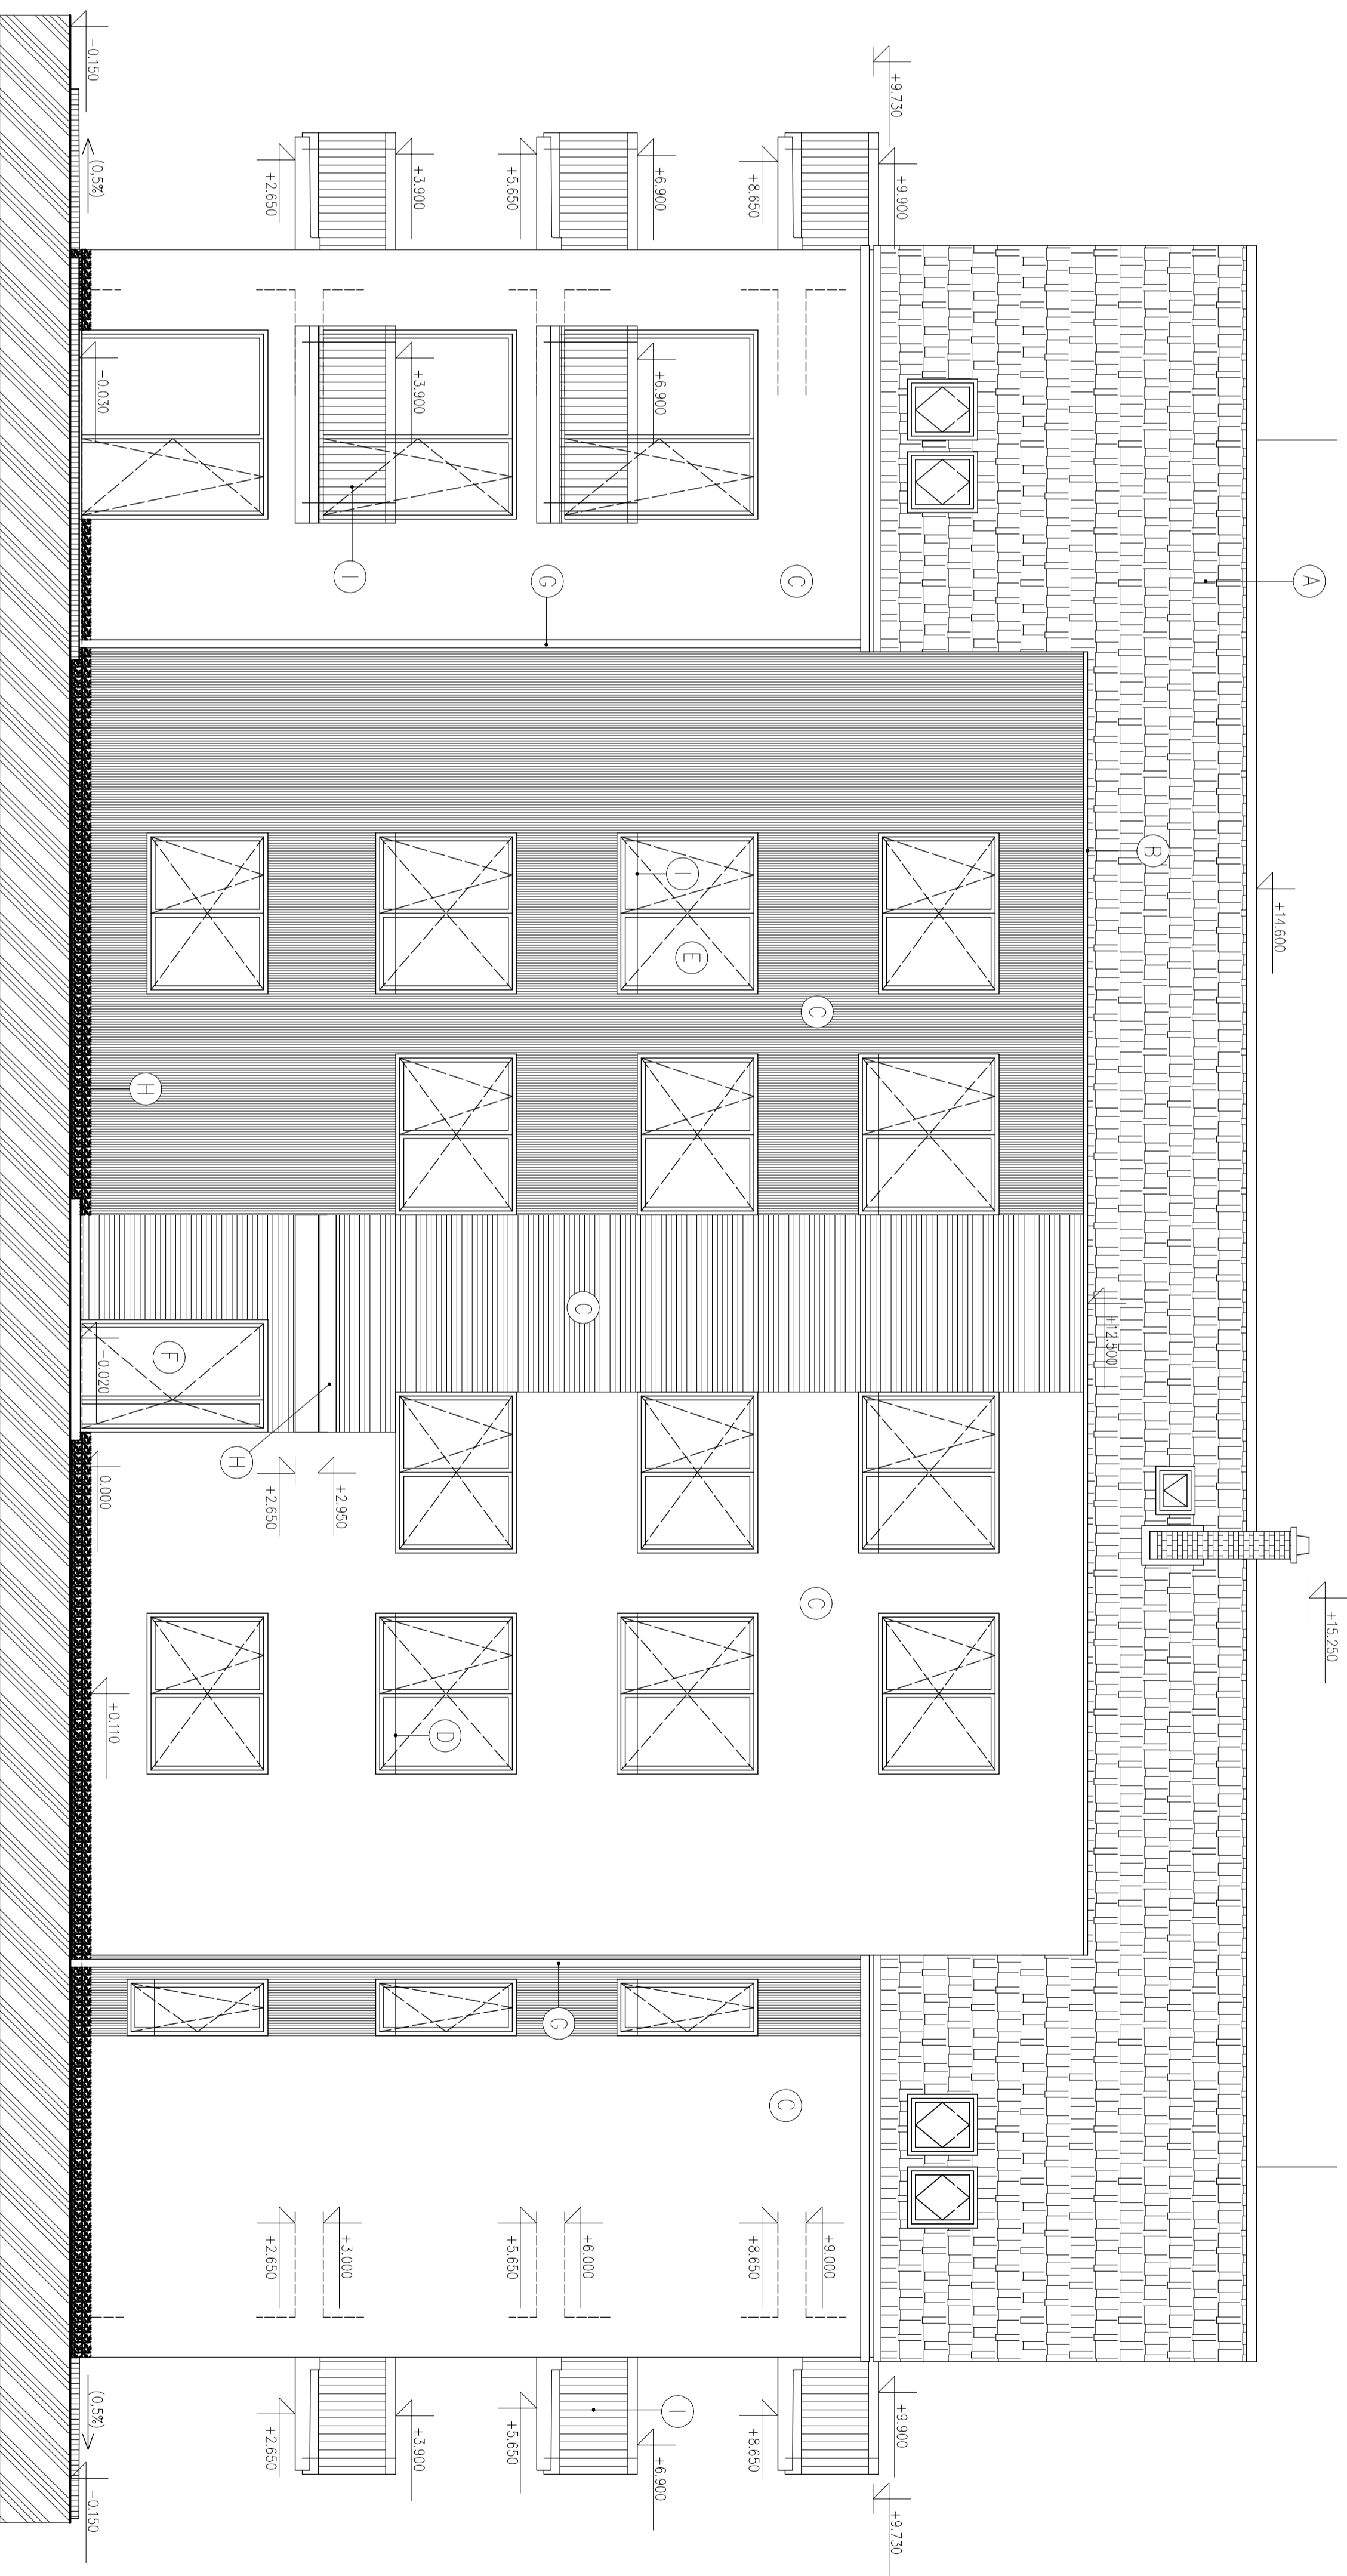 +15.250
A
+14.600
B
+12.500
+9.730
+9.900
+9.900
+9.730
C
C
C
C
+9.000
+8.650
+8.650
+8.650
I
E
I
+6.900
+6.900
+6.900
+6.000
C
G
G
+5.650
+5.650
+5.650
D
+3.900
+3.900
+3.900
I
+3.000
+2.950
+2.650
+2.650
+2.650
+2.650
H
F
H
+0.110
0.000
-0.030
-0.020
(0,5%)
(0,5%)
-0.150
-0.150